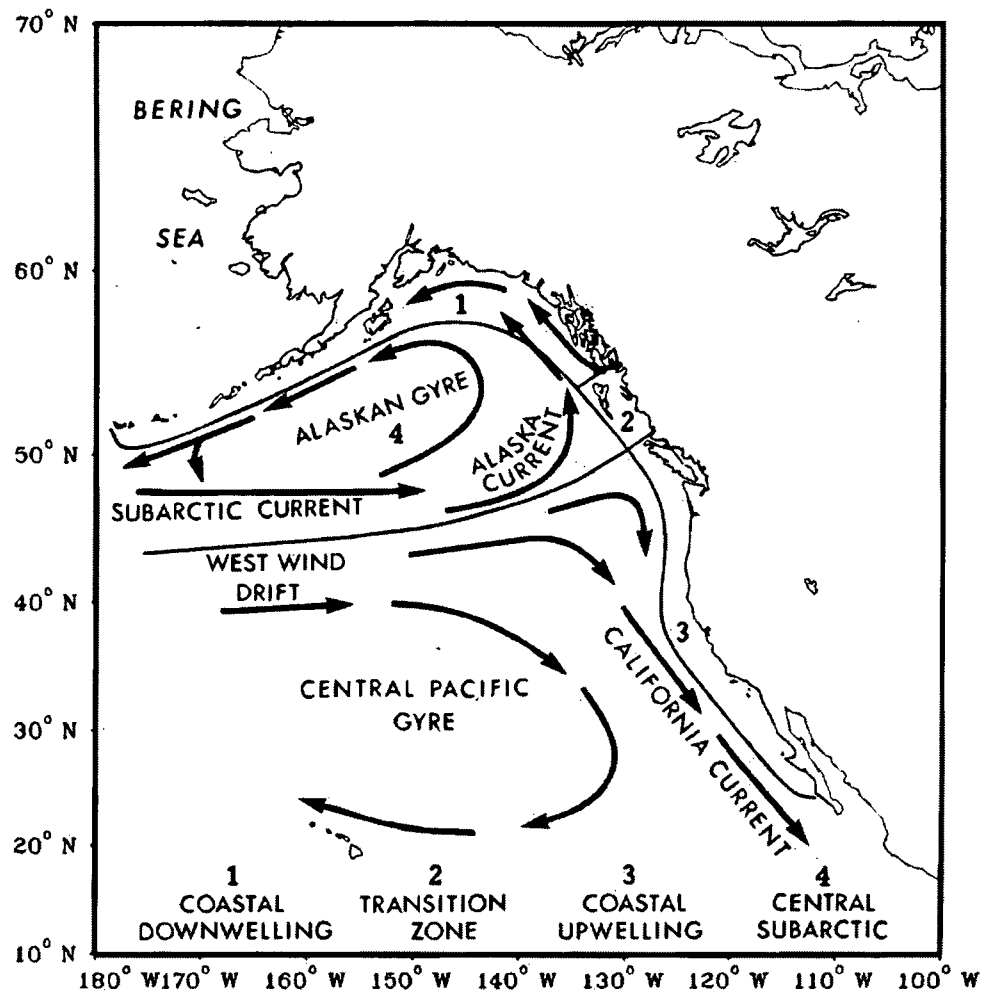 70° N
BERING
SEA
60° N
1
ALASKAN GYRE
4
ALASKA
CURRENT
2
50° N
SUBARCTIC CURRENT
WEST WIND
DRIFT
40° N
3
CENTRAL PACIFIC
GYRE
CALIFORNIA CURRENT
30° N
20° N
1 2 3 4
COASTAL TRANSITION COASTAL CENTRAL
DOWNWELLING ZONE UPWELLING SUBARCTIC
10° N
180° W 170° W 160° W 150° W 140° W 130° W 120° W 110° W 100° W